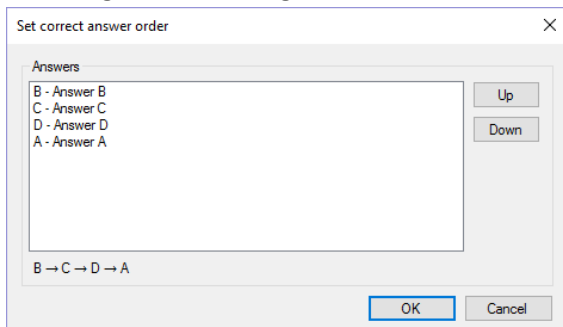 Set correct answer order
Answers
B - Answer B
C - Answer C
D - Answer D
A - Answer A
Up
Down
B → C → D → A
OK
Cancel